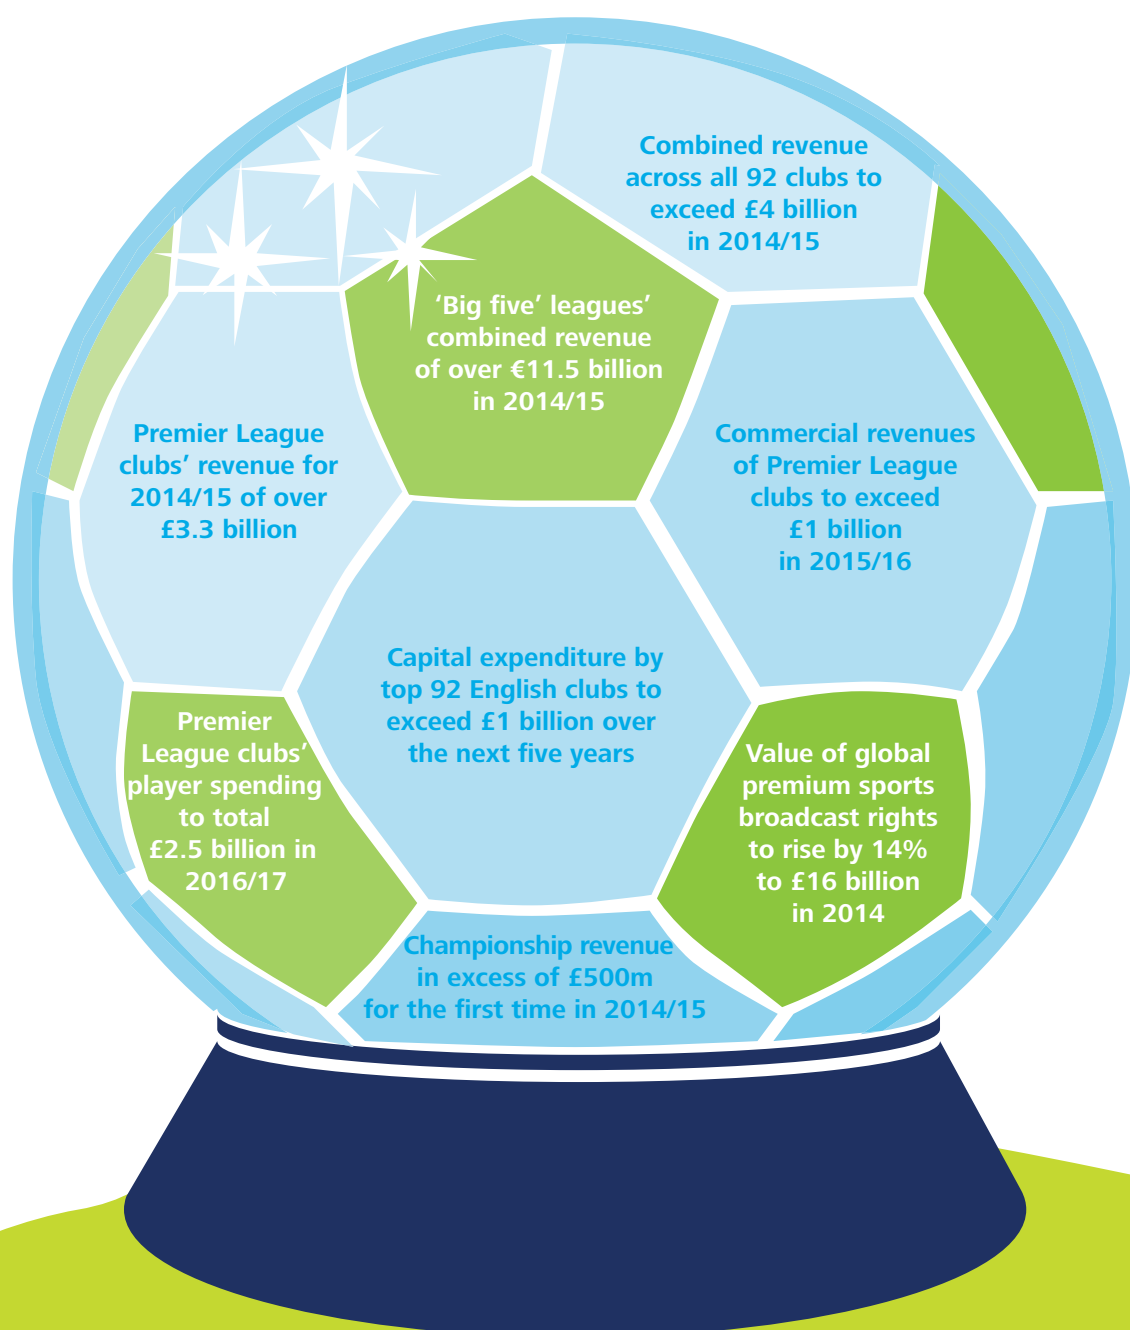 Combined revenue
across all 92 clubs to
exceed £4 billion
in 2014/15
‘Big five’ leagues’
combined revenue
of over €11.5 billion
in 2014/15
Premier League
clubs’ revenue for
2014/15 of over
£3.3 billion
Commercial revenues
of Premier League
clubs to exceed
£1 billion
in 2015/16
Capital expenditure by
top 92 English clubs to
exceed £1 billion over
the next five years
Premier
League clubs’
player spending
to total
£2.5 billion in
2016/17
Value of global
premium sports
broadcast rights
to rise by 14%
to £16 billion
in 2014
Championship revenue
in excess of £500m
for the first time in 2014/15